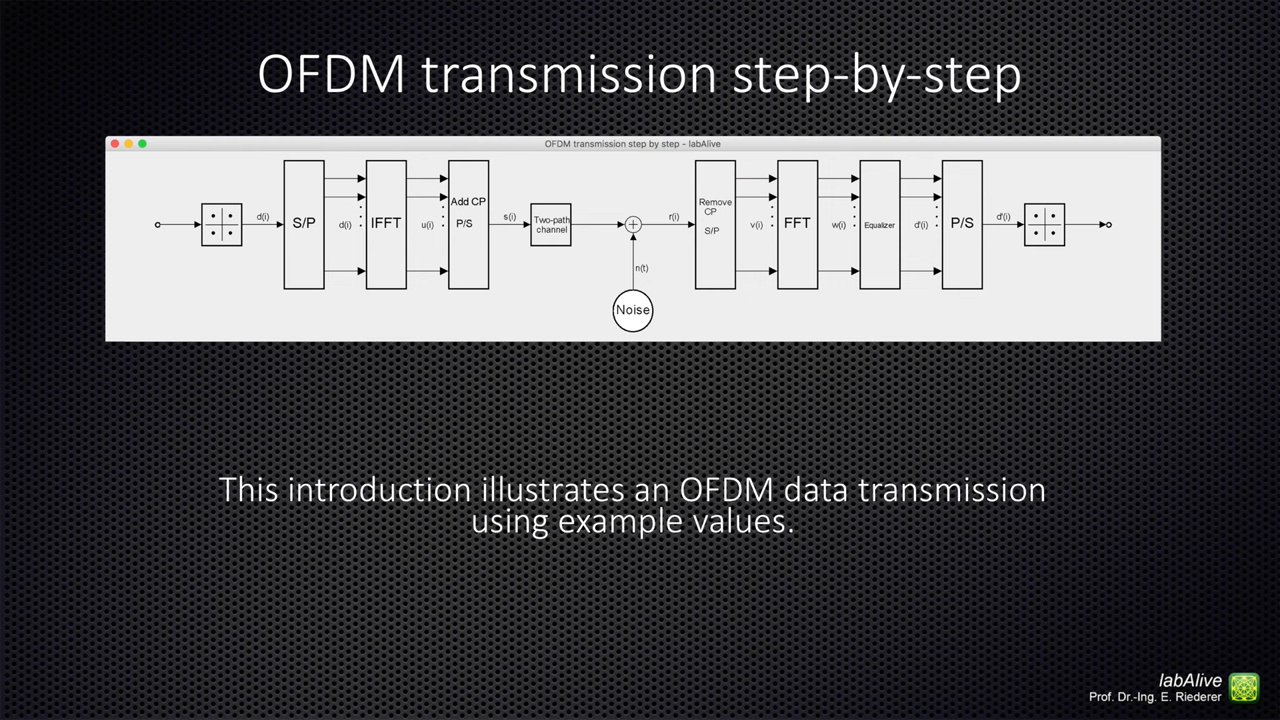 OFDM transmission step-by-step
OFDM transmission step by step - labAlive
d(i)
S/P
d(i)
IFFT
u(i)
Add CP
P/S
s(i)
Two-path
channel
n(t)
Noise
r(i)
Remove
CP
S/P
v(i)
FFT
w(i)
Equalizer
d'(i)
P/S
d'(i)
This introduction illustrates an OFDM data transmission
using example values.
labAlive
Prof. Dr.-Ing. E. Riederer